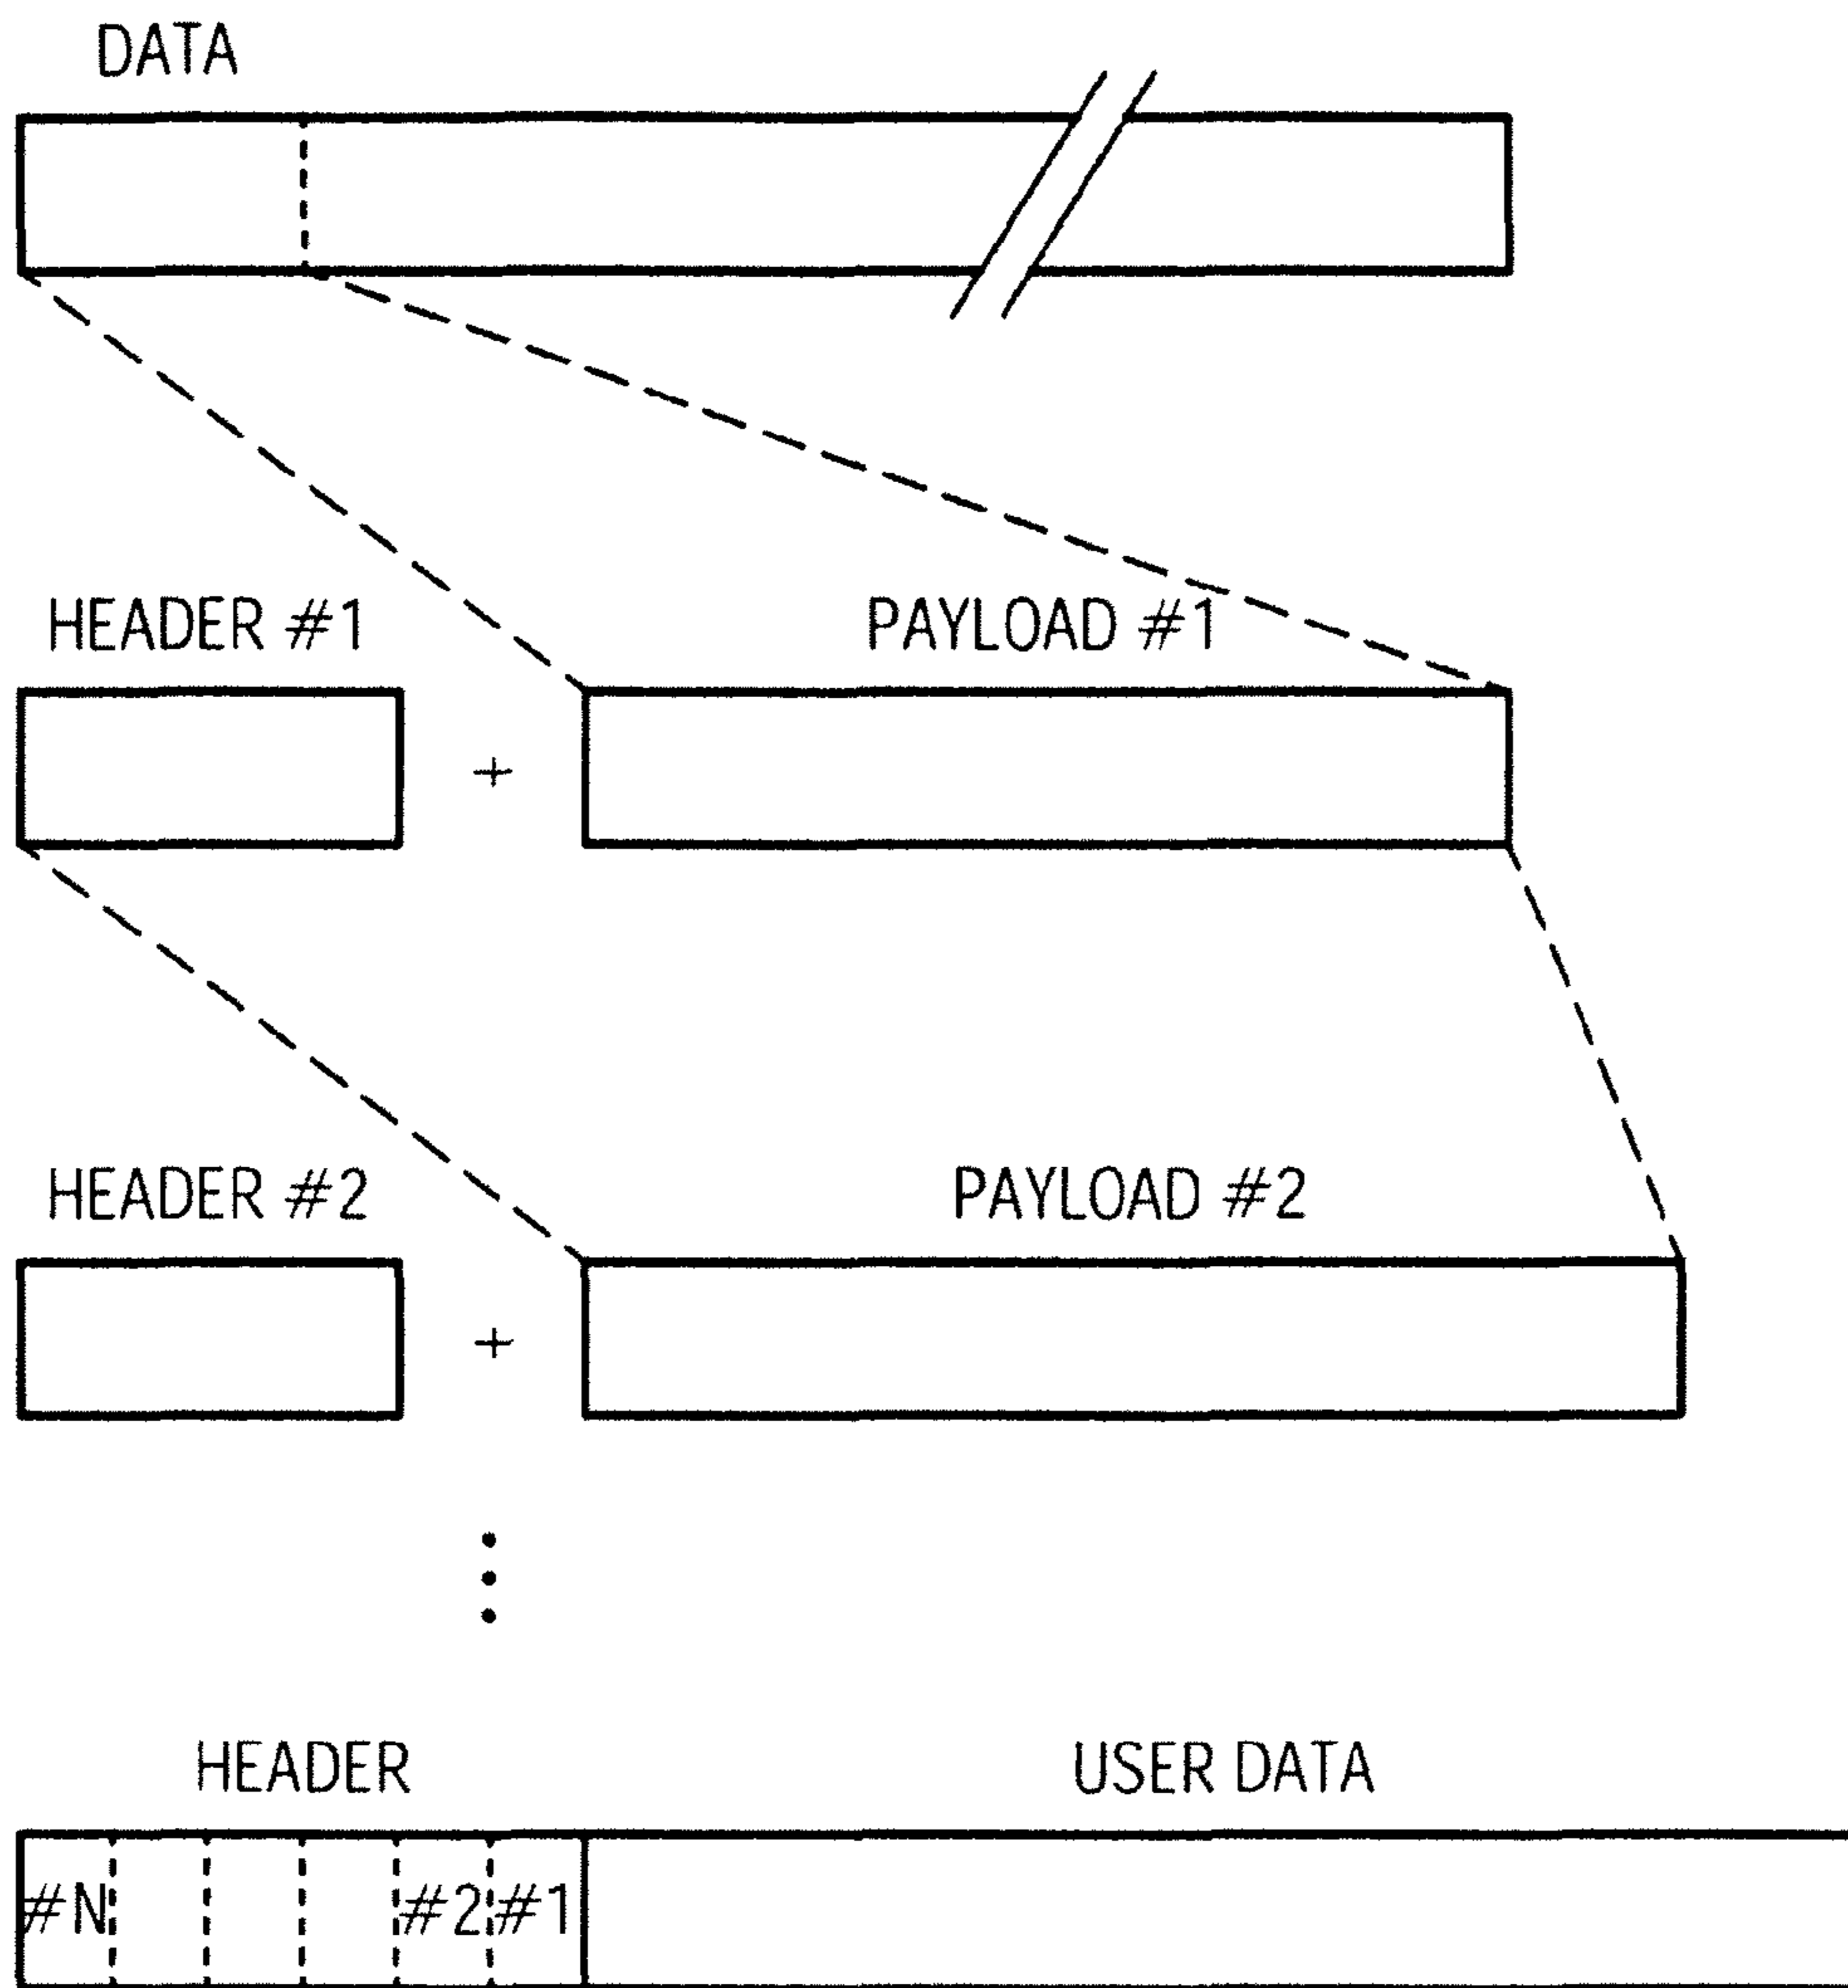 DATA
HEADER #1 PAYLOAD #1
+
HEADER #2 PAYLOAD #2
+
HEADER USER DATA
#N #2 #1